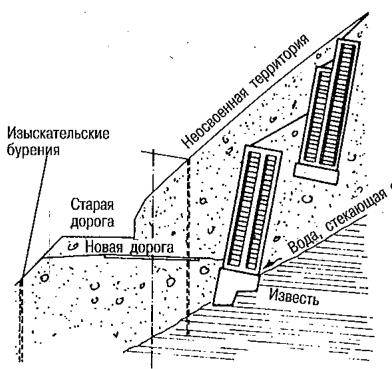 Неосвоенная территория
Изыскательские
бурения
Старая
дорога
Новая дорога
Вода, стекающая
Известь